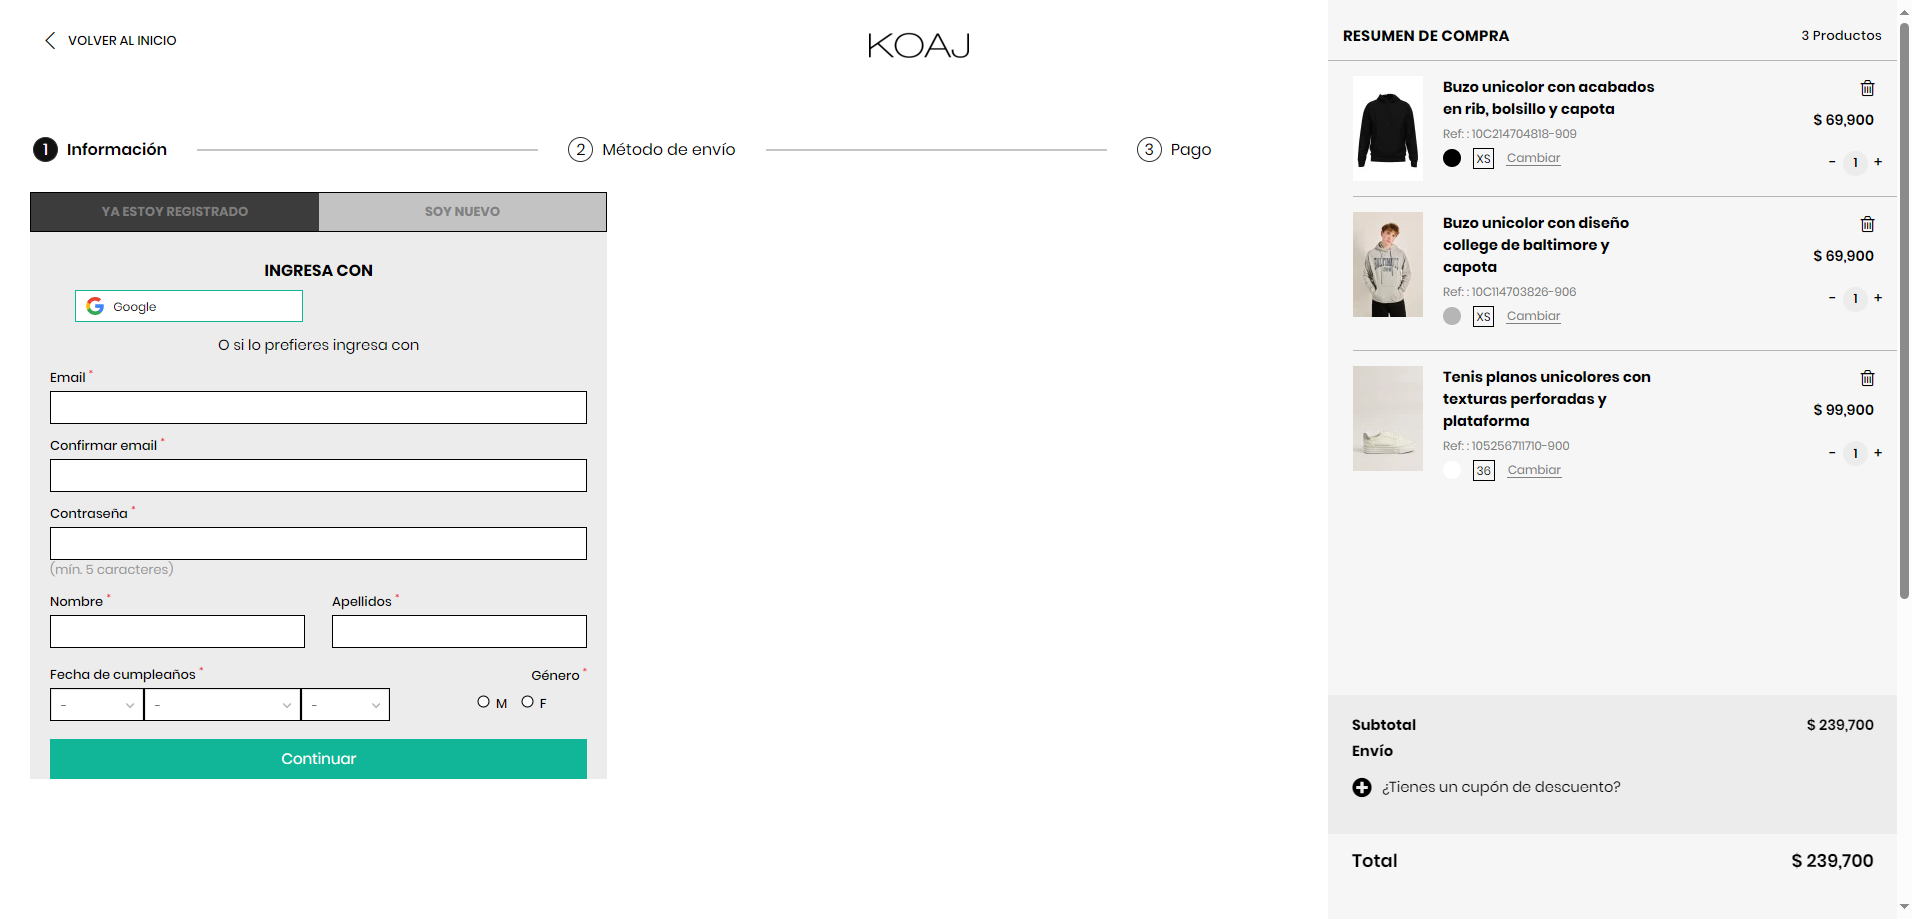 VOLVER AL INICIO
KOAJ
1 Información
2 Método de envío
3 Pago
YA ESTOY REGISTRADO
SOY NUEVO
INGRESA CON
Google
O si lo prefieres ingresa con
Email *
Confirmar email *
Contraseña *
(mín. 5 caracteres)
Nombre *
Apellidos *
Fecha de cumpleaños *
Género *
- - -
M F
Continuar
RESUMEN DE COMPRA
3 Productos
Buzo unicolor con acabados
en rib, bolsillo y capota
$ 69,900
Ref: : 10C214704818-909
XS Cambiar
- 1 +
Buzo unicolor con diseño
college de baltimore y
capota
$ 69,900
Ref: : 10C114703826-906
XS Cambiar
- 1 +
Tenis planos unicolores con
texturas perforadas y
plataforma
$ 99,900
Ref: : 105256711710-900
36 Cambiar
- 1 +
Subtotal $ 239,700
Envío
¿Tienes un cupón de descuento?
Total $ 239,700